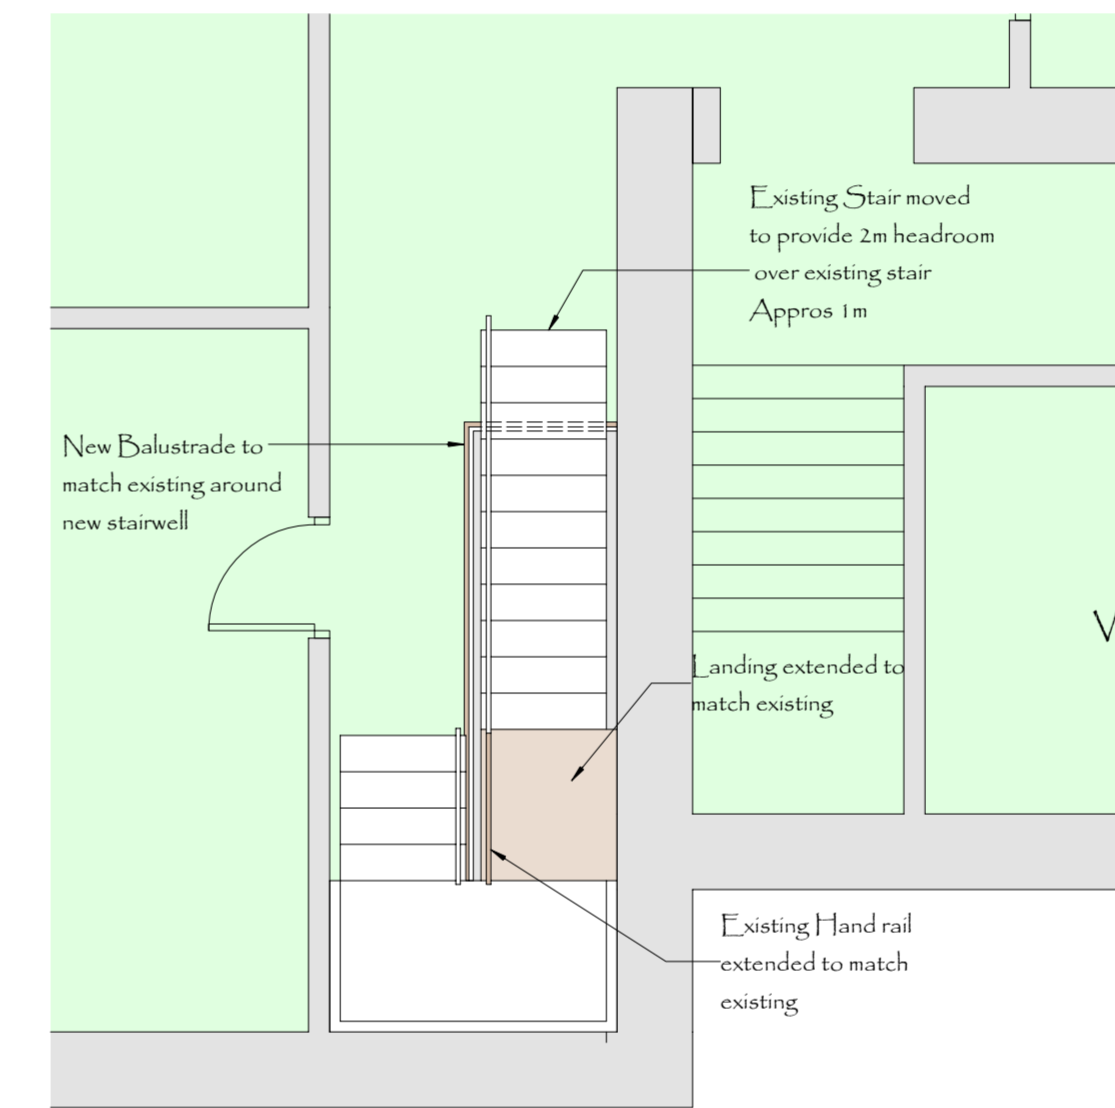 Existing Stair moved
to provide 2m headroom
over existing stair
Appros 1m
New Balustrade to
match existing around
new stairwell
Landing extended to
match existing
Existing Hand rail
extended to match
existing